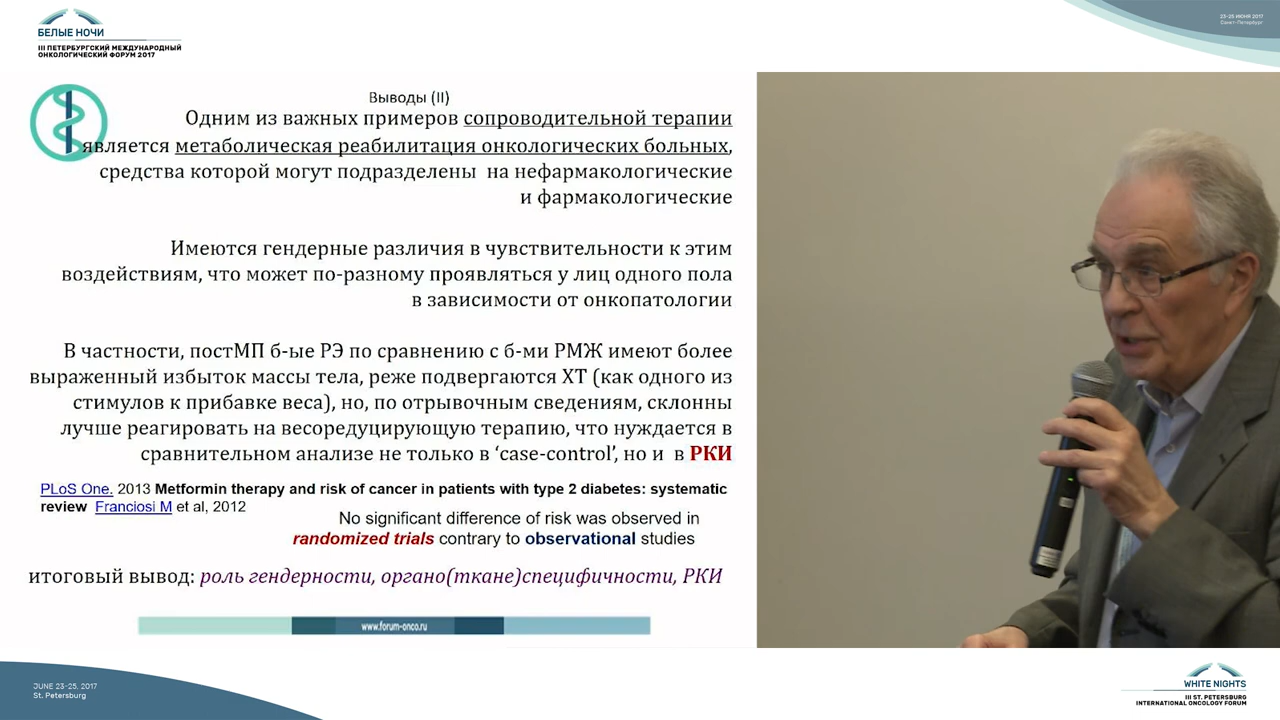 БЕЛЫЕ НОЧИ
III ПЕТЕРБУРГСКИЙ МЕЖДУНАРОДНЫЙ
ОНКОЛОГИЧЕСКИЙ ФОРУМ 2017
23-25 ИЮНЯ 2017
Санкт-Петербург
Выводы (II)
Одним из важных примеров сопроводительной терапии
является метаболическая реабилитация онкологических больных,
средства которой могут подразделены на нефармакологические
и фармакологические
Имеются гендерные различия в чувствительности к этим
воздействиям, что может по-разному проявляться у лиц одного пола
в зависимости от онкопатологии
В частности, постМП б-ые РЭ по сравнению с б-ми РМЖ имеют более
выраженный избыток массы тела, реже подвергаются ХТ (как одного из
стимулов к прибавке веса), но, по отрывочным сведениям, склонны
лучше реагировать на весоредуцирующую терапию, что нуждается в
сравнительном анализе не только в ‘case-control’, но и в РКИ
PLoS One. 2013 Metformin therapy and risk of cancer in patients with type 2 diabetes: systematic
review Franciosi M et al, 2012
No significant difference of risk was observed in
randomized trials contrary to observational studies
итоговый вывод: роль гендерности, органо(ткане)специфичности, РКИ
www.forum-onco.ru
JUNE 23-25, 2017
St. Petersburg
WHITE NIGHTS
III ST. PETERSBURG
INTERNATIONAL ONCOLOGY FORUM